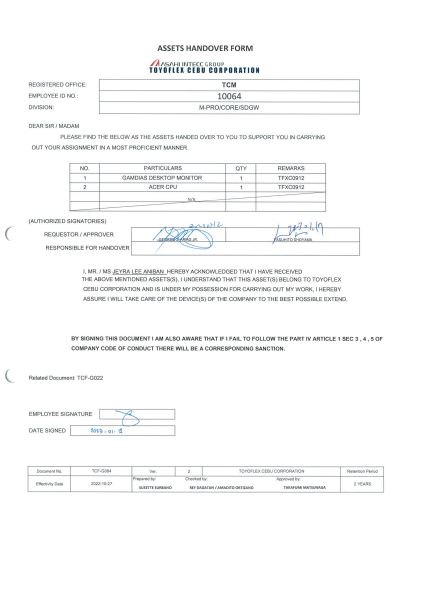 ASSETS HANDOVER FORM
ASAHI INTECC GROUP
TOYOFLEX CEBU CORPORATION
REGISTERED OFFICE: TCM
EMPLOYEE ID NO.: 10064
DIVISION: M-PRO/CORE/SDGW
DEAR SIR / MADAM
PLEASE FIND THE BELOW AS THE ASSETS HANDED OVER TO YOU TO SUPPORT YOU IN CARRYING
OUT YOUR ASSIGNMENT IN A MOST PROFICIENT MANNER.
NO. PARTICULARS QTY REMARKS
1 GAMDIAS DESKTOP MONITOR 1 TFXC0912
2 ACER CPU 1 TFXC0912
N/A
(AUTHORIZED SIGNATORIES)
REQUESTOR / APPROVER
RESPONSIBLE FOR HANDOVER
I, MR. / MS JEYRA LEE ANIBAN HEREBY ACKNOWLEDGED THAT I HAVE RECEIVED
THE ABOVE MENTIONED ASSETS(S), I UNDERSTAND THAT THIS ASSET(S) BELONG TO TOYOFLEX
CEBU CORPORATION AND IS UNDER MY POSSESSION FOR CARRYING OUT MY WORK, I HEREBY
ASSURE I WILL TAKE CARE OF THE DEVICE(S) OF THE COMPANY TO THE BEST POSSIBLE EXTEND.
BY SIGNING THIS DOCUMENT I AM ALSO AWARE THAT IF I FAIL TO FOLLOW THE PART IV ARTICLE 1 SEC 3 , 4 , 5 OF
COMPANY CODE OF CONDUCT THERE WILL BE A CORRESPONDING SANCTION.
Related Document: TCF-G022
EMPLOYEE SIGNATURE
DATE SIGNED
Document No. TCF-G084 Ver. 2 TOYOFLEX CEBU CORPORATION Retention Period
Effectivity Date 2022-10-27 Prepared by: Checked by: Approved by: 2 YEARS
SUZETTE SURBANO REY DAGATAN / AMADITO ORTIZANO TAKAFUMI MATSUNAGA